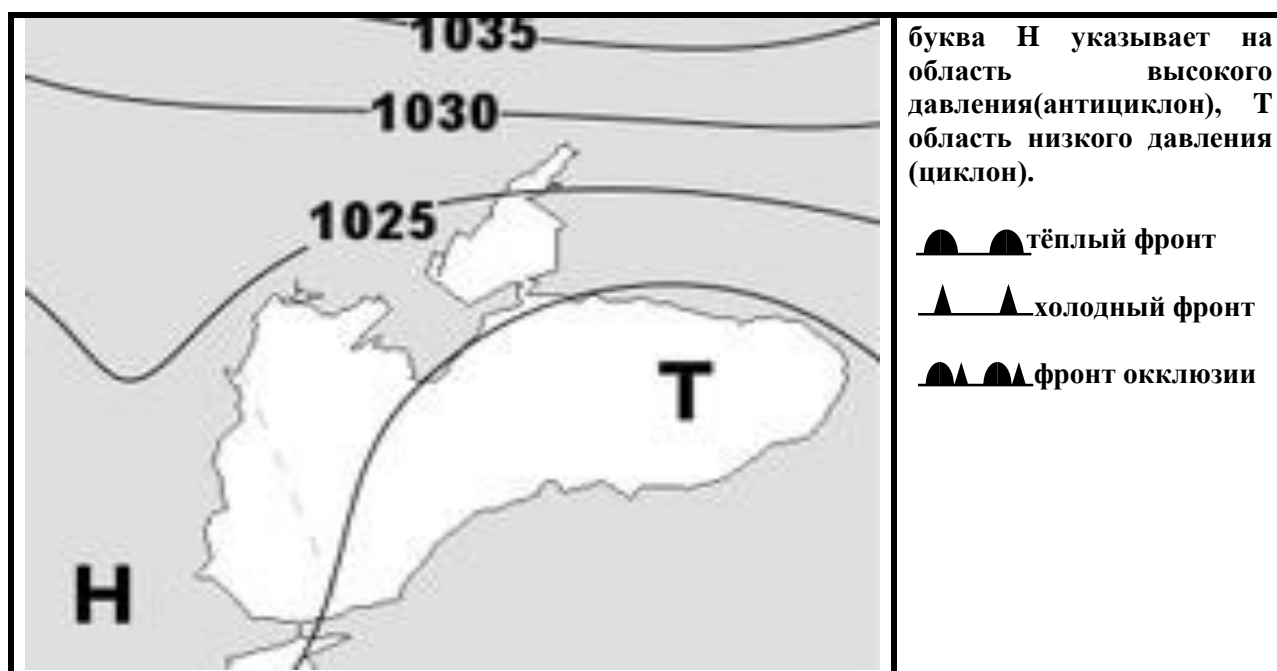 1035
1030
1025
T
H
буква Н указывает на
область высокого
давления(антициклон), Т
область низкого давления
(циклон).
тёплый фронт
холодный фронт
фронт окклюзии